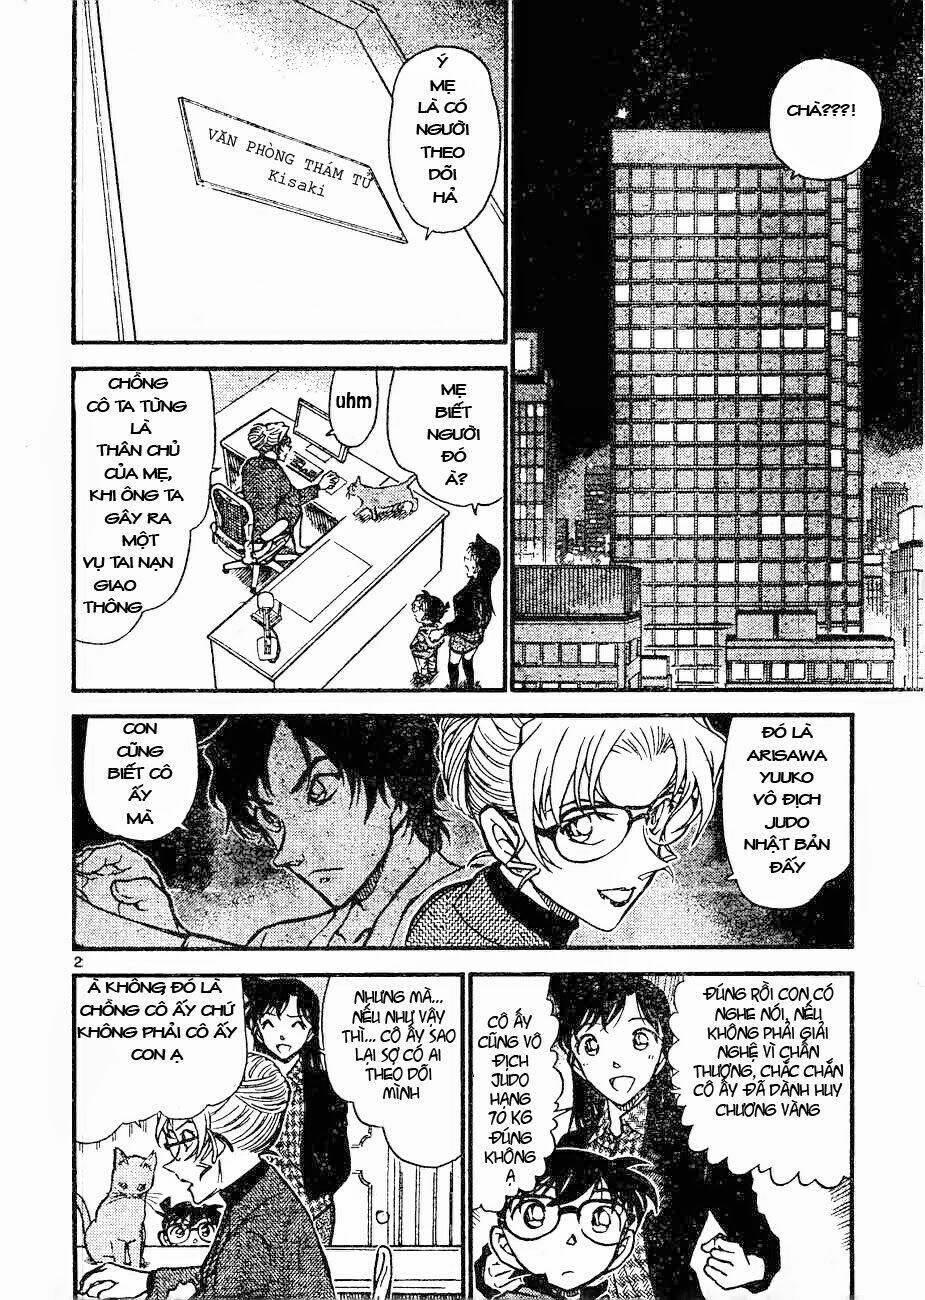 CHÀ???!
Ý
MẸ
LÀ CÓ
NGƯỜI
THEO
DÕI
HẢ
VĂN PHÒNG THÁM TỬ
Kisaki
MẸ
BIẾT
NGƯỜI
ĐÓ
À?
uhm
CHỒNG
CÔ TA TỪNG
LÀ
THÂN CHỦ
CỦA MẸ,
KHI ÔNG TA
GÂY RA
MỘT
VỤ TAI NẠN
GIAO
THÔNG
ĐÓ LÀ
ARISAWA
YUUKO
VÔ ĐỊCH
JUDO
NHẬT BẢN
ĐẤY
CON
CŨNG
BIẾT CÔ
ẤY
MÀ
2
ĐÚNG RỒI CON CÓ
NGHE NÓI, NẾU
KHÔNG PHẢI GIẢI
NGHỆ VÌ CHẤN
THƯƠNG, CHẮC CHẮN
CÔ ẤY ĐÃ DÀNH HUY
CHƯƠNG VÀNG
CÔ ẤY
CŨNG VÔ
ĐỊCH
JUDO
HẠNG
70 KG
ĐÚNG
KHÔNG
Ạ
NHƯNG MÀ...
NẾU NHƯ VẬY
THÌ... CÔ ẤY SAO
LẠI SỢ CÓ AI
THEO DÕI
MÌNH
À KHÔNG, ĐÓ LÀ
CHỒNG CÔ ẤY CHỨ
KHÔNG PHẢI CÔ ẤY
CON Ạ